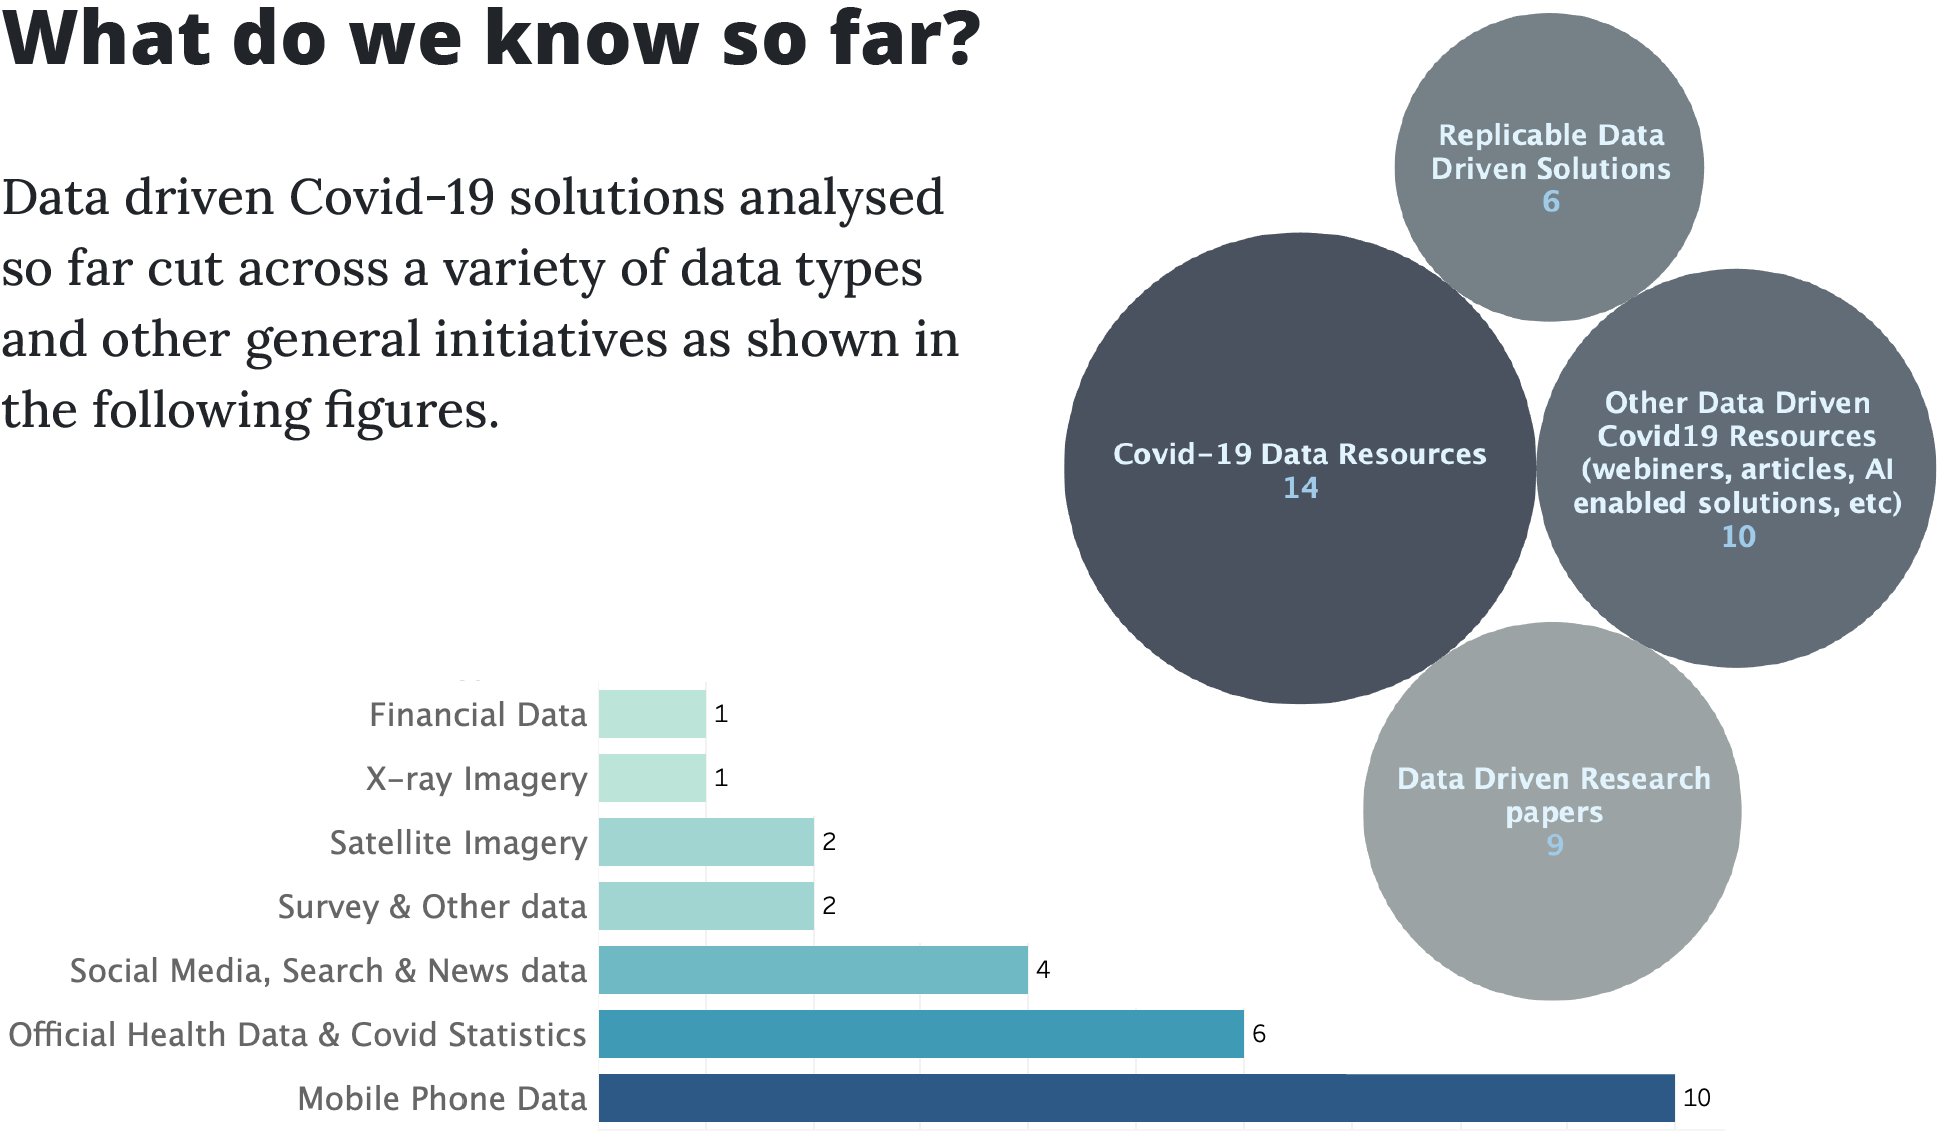 What do we know so far?
Data driven Covid-19 solutions analysed
so far cut across a variety of data types
and other general initiatives as shown in
the following figures.
Replicable Data
Driven Solutions
6
Covid-19 Data Resources
14
Other Data Driven
Covid19 Resources
(webiners, articles, AI
enabled solutions, etc)
10
Data Driven Research
papers
9
Financial Data 1
X-ray Imagery 1
Satellite Imagery 2
Survey & Other data 2
Social Media, Search & News data 4
Official Health Data & Covid Statistics 6
Mobile Phone Data 10